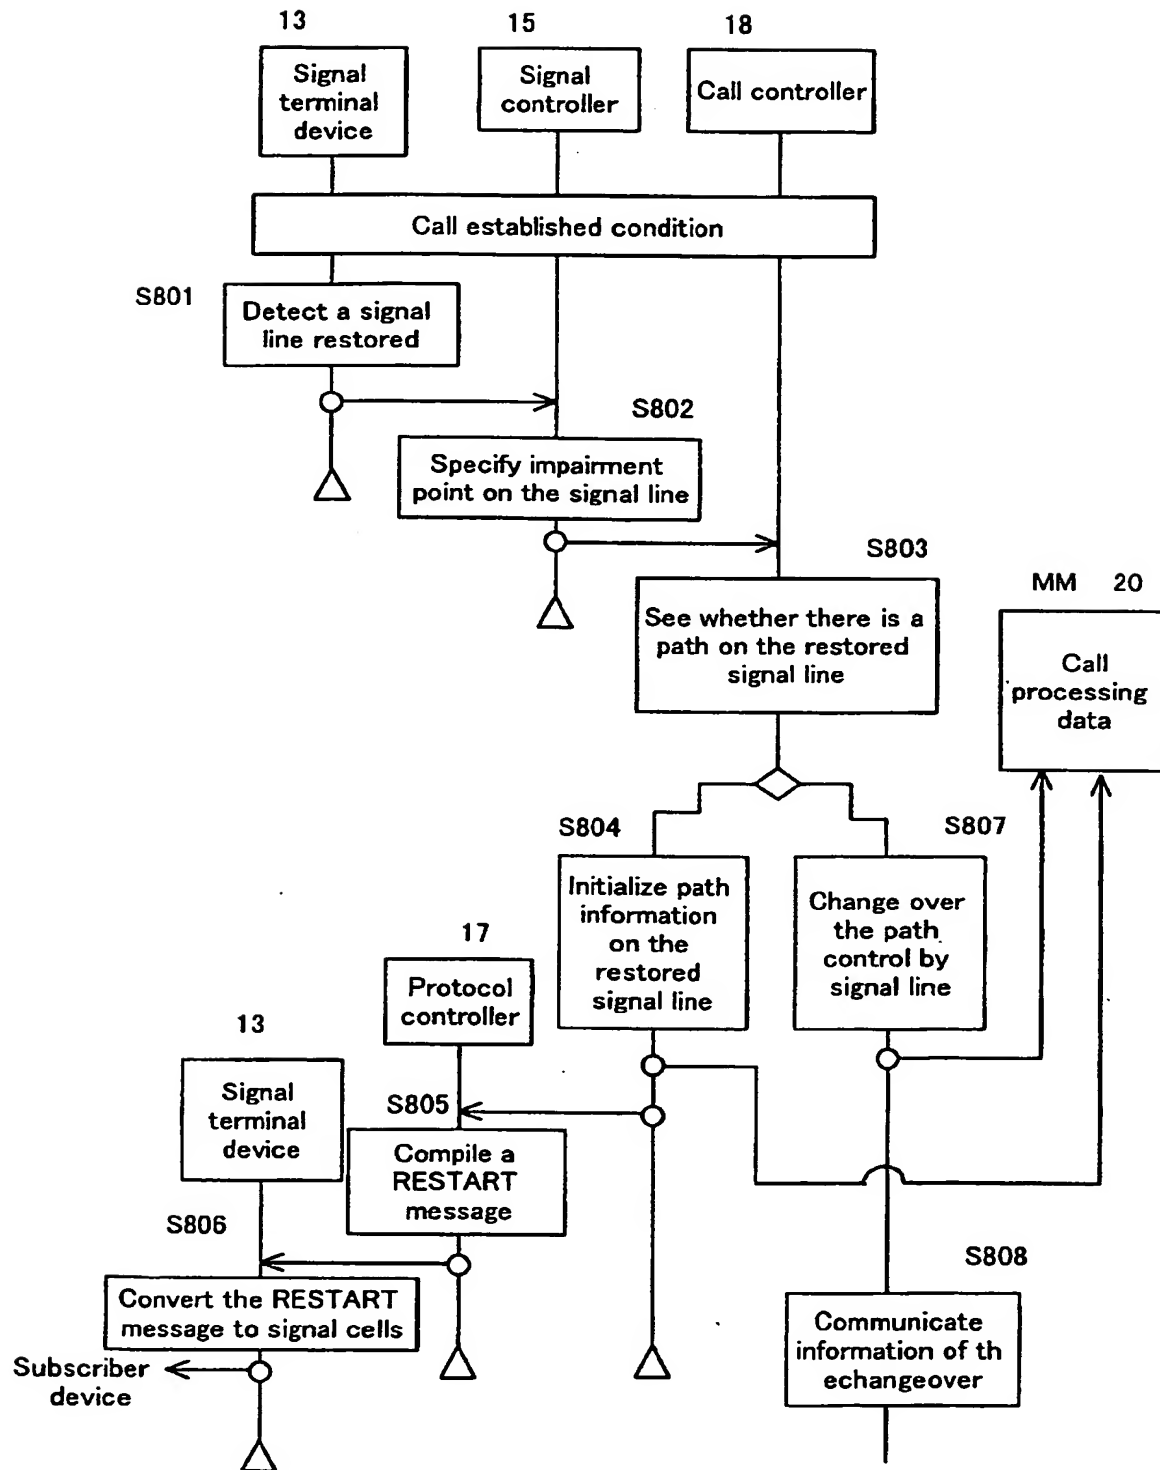 13
15
18
Signal
terminal
device
Signal
controller
Call controller
Call established condition
S801
Detect a signal
line restored
S802
Specify impairment
point on the signal line
S803
See whether there is a
path on the restored
signal line
MM 20
Call
processing
data
S804
Initialize path
information
on the
restored
signal line
S807
Change over
the path
control by
signal line
17
Protocol
controller
13
Signal
terminal
device
S805
Compile a
RESTART
message
S806
Convert the RESTART
message to signal cells
Subscriber
device
S808
Communicate
information of th
echangeover